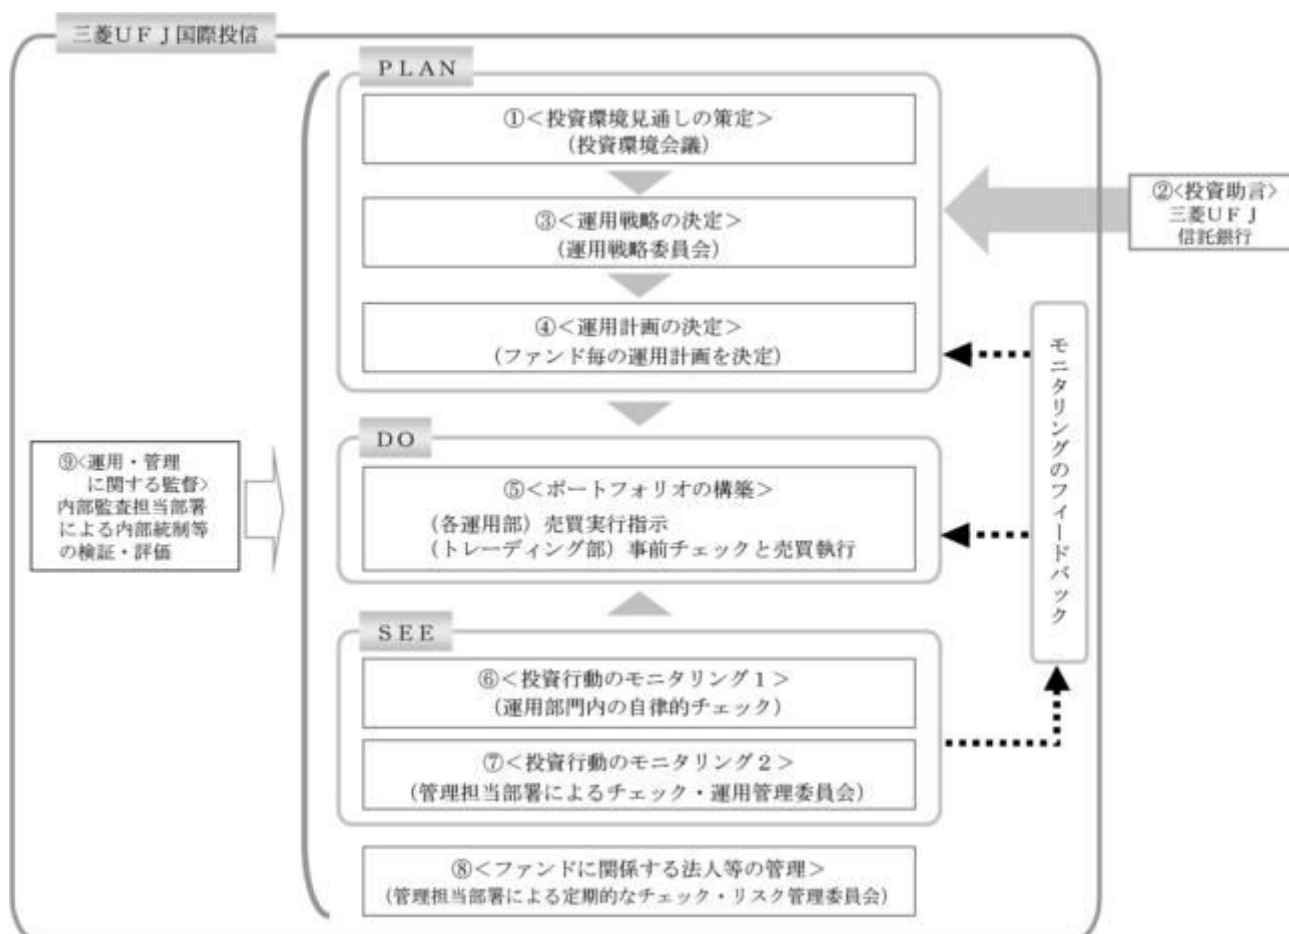 三菱ＵＦＪ国際投信
ＰＬＡＮ
①＜投資環境見通しの策定＞
（投資環境会議）
②＜投資助言＞
三菱ＵＦＪ
信託銀行
③＜運用戦略の決定＞
（運用戦略委員会）
④＜運用計画の決定＞
（ファンド毎の運用計画を決定）
モニタリングのフィードバック
ＤＯ
⑤＜ポートフォリオの構築＞
（各運用部）売買実行指示
（トレーディング部）事前チェックと売買執行
⑨＜運用・管理
に関する監督＞
内部監査担当部署
による内部統制等
の検証・評価
ＳＥＥ
⑥＜投資行動のモニタリング１＞
（運用部門内の自律的チェック）
⑦＜投資行動のモニタリング２＞
（管理担当部署によるチェック・運用管理委員会）
⑧＜ファンドに関係する法人等の管理＞
（管理担当部署による定期的なチェック・リスク管理委員会）